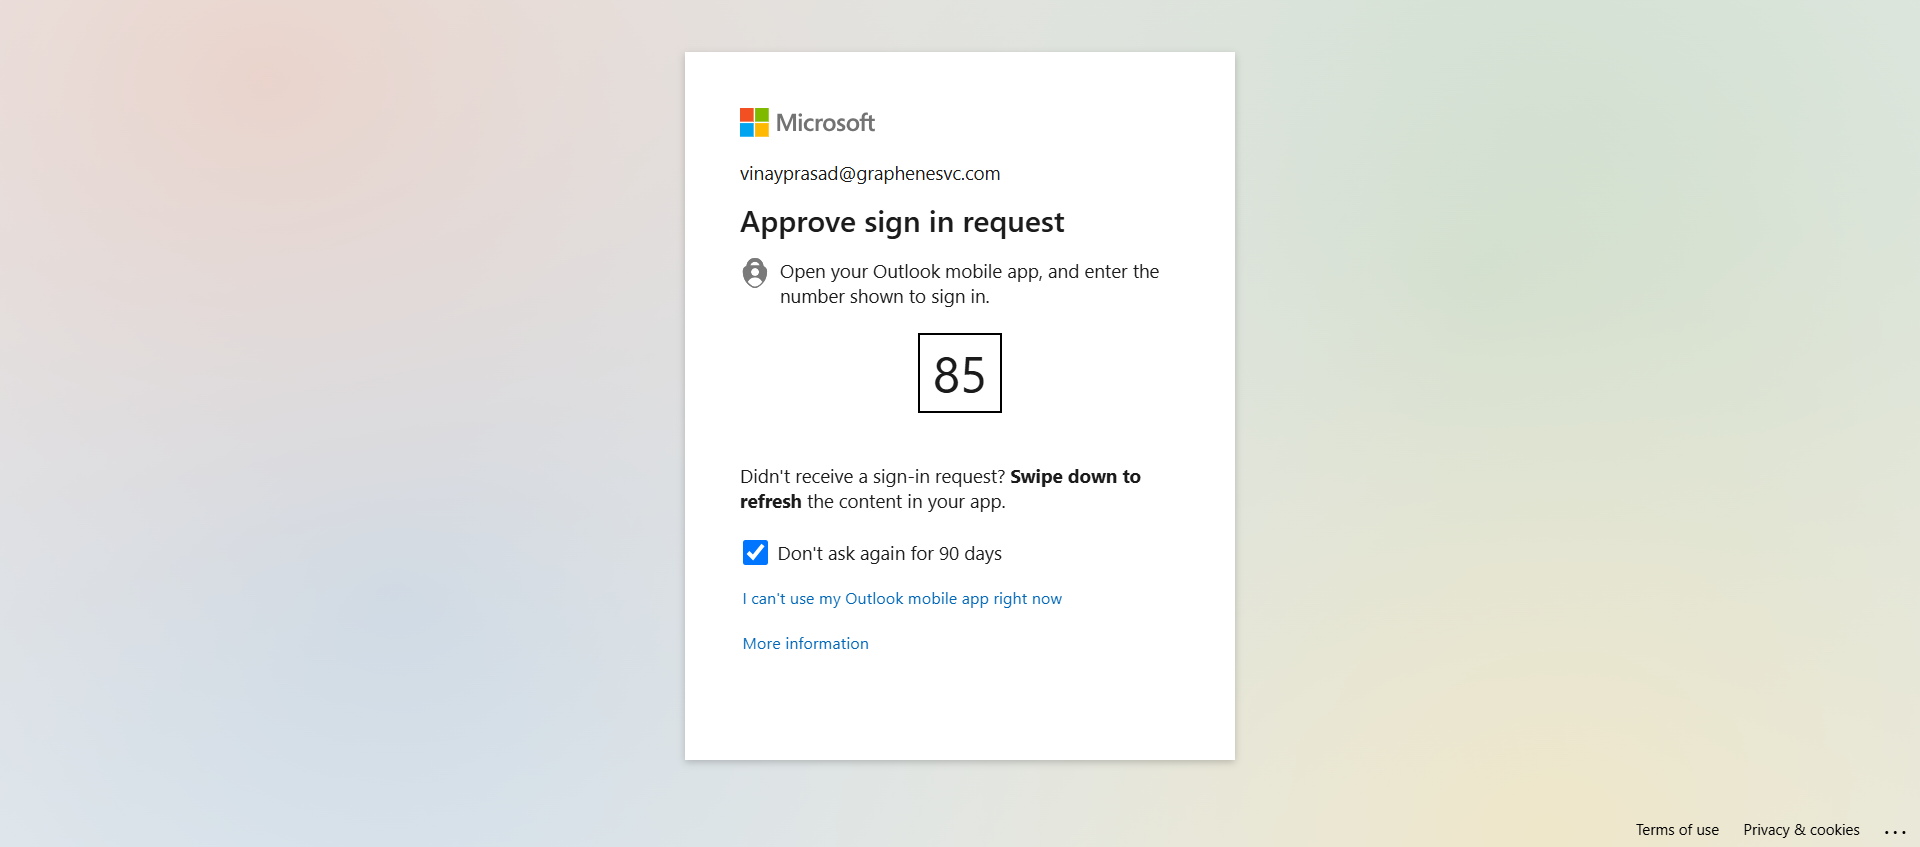 Microsoft
vinayprasad@graphenesvc.com
Approve sign in request
Open your Outlook mobile app, and enter the
number shown to sign in.
85
Didn't receive a sign-in request? Swipe down to
refresh the content in your app.
Don't ask again for 90 days
I can't use my Outlook mobile app right now
More information
Terms of use Privacy & cookies ...